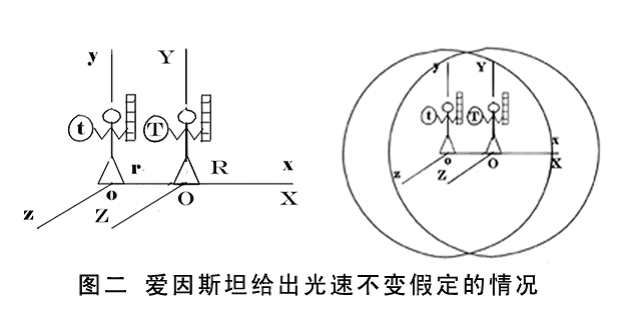 y Y y Y
t T t T
r R x x
o O X o O X
z Z z Z
图二 爱因斯坦给出光速不变假定的情况